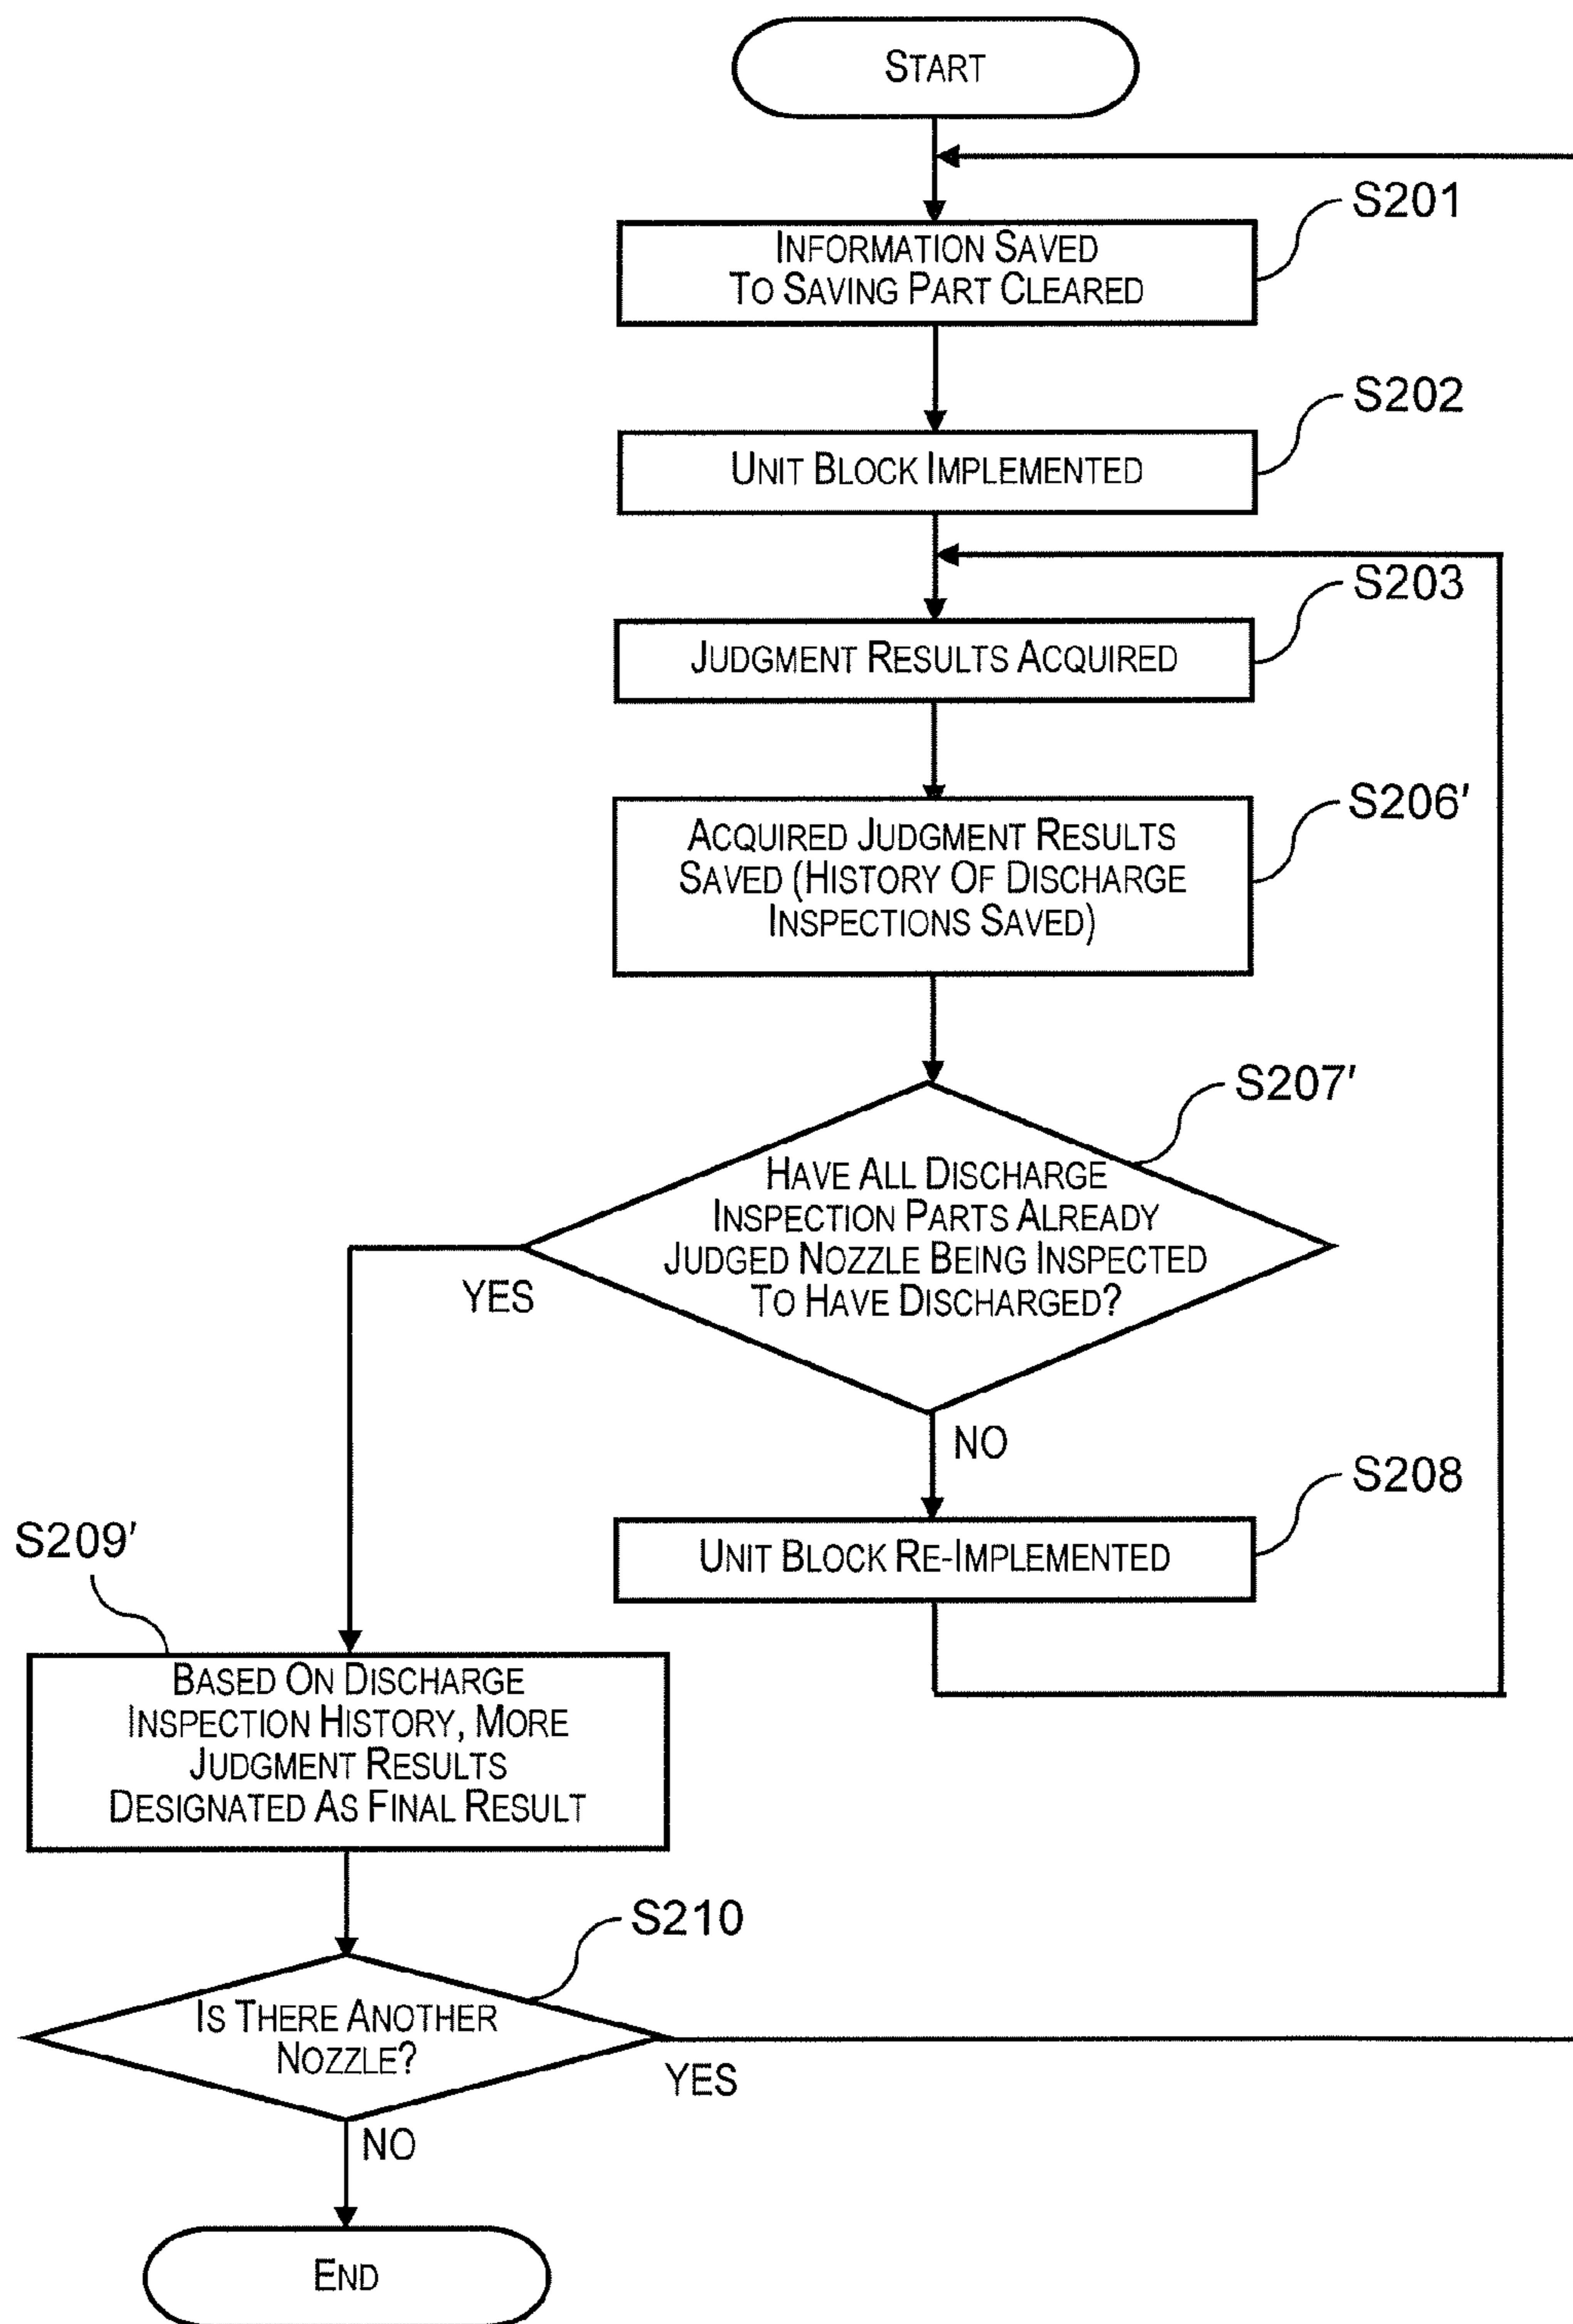 START
S201
INFORMATION SAVED
TO SAVING PART CLEARED
S202
UNIT BLOCK IMPLEMENTED
S203
JUDGMENT RESULTS ACQUIRED
S206'
ACQUIRED JUDGMENT RESULTS
SAVED (HISTORY OF DISCHARGE
INSPECTIONS SAVED)
S207'
HAVE ALL DISCHARGE
INSPECTION PARTS ALREADY
JUDGED NOZZLE BEING INSPECTED
TO HAVE DISCHARGED?
YES
NO
S208
UNIT BLOCK RE-IMPLEMENTED
S209'
BASED ON DISCHARGE
INSPECTION HISTORY, MORE
JUDGMENT RESULTS
DESIGNATED AS FINAL RESULT
S210
IS THERE ANOTHER
NOZZLE?
YES
NO
END